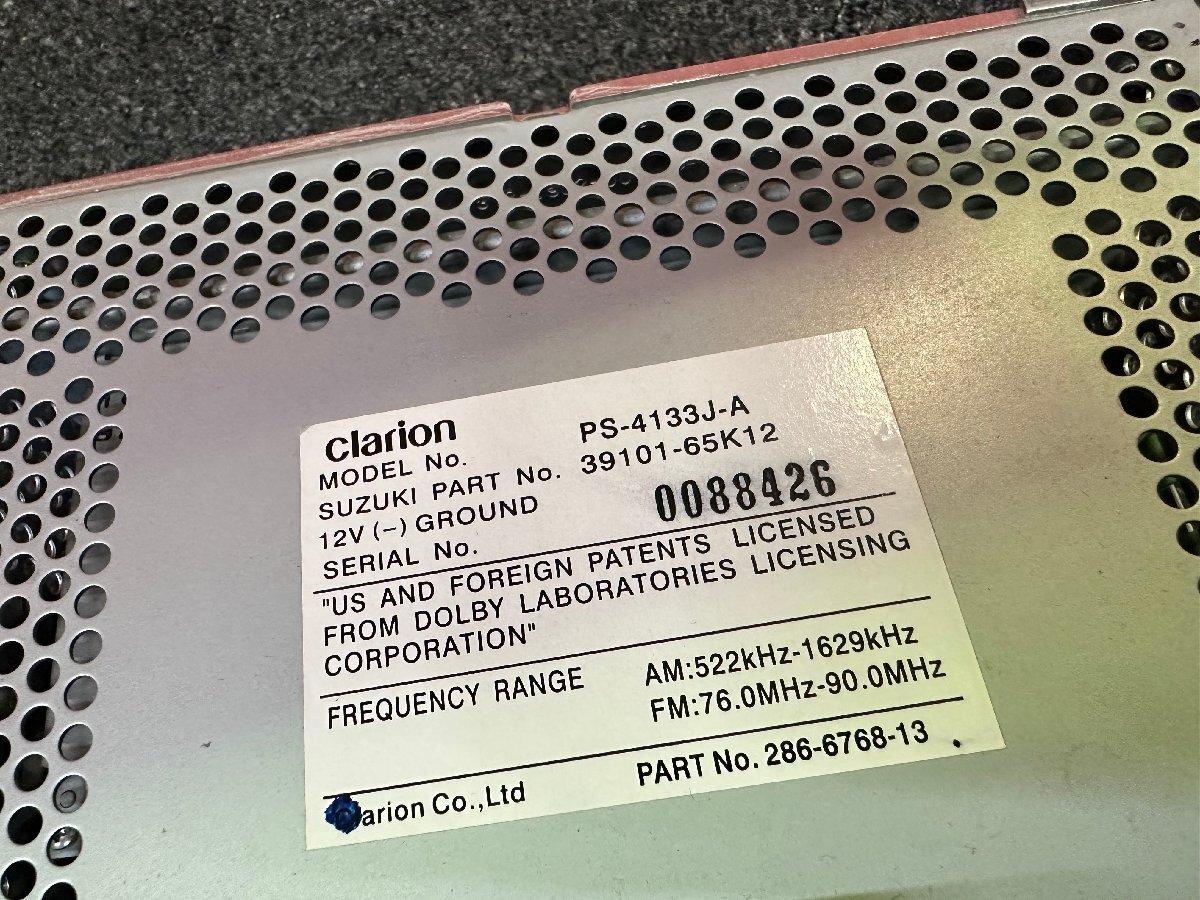 clarion
MODEL No. PS-4133J-A
SUZUKI PART No. 39101-65K12
12V (−) GROUND
SERIAL No. 0088426
"US AND FOREIGN PATENTS LICENSED
FROM DOLBY LABORATORIES LICENSING
CORPORATION"
FREQUENCY RANGE AM:522kHz-1629kHz
FM:76.0MHz-90.0MHz
arion Co.,Ltd PART No. 286-6768-13